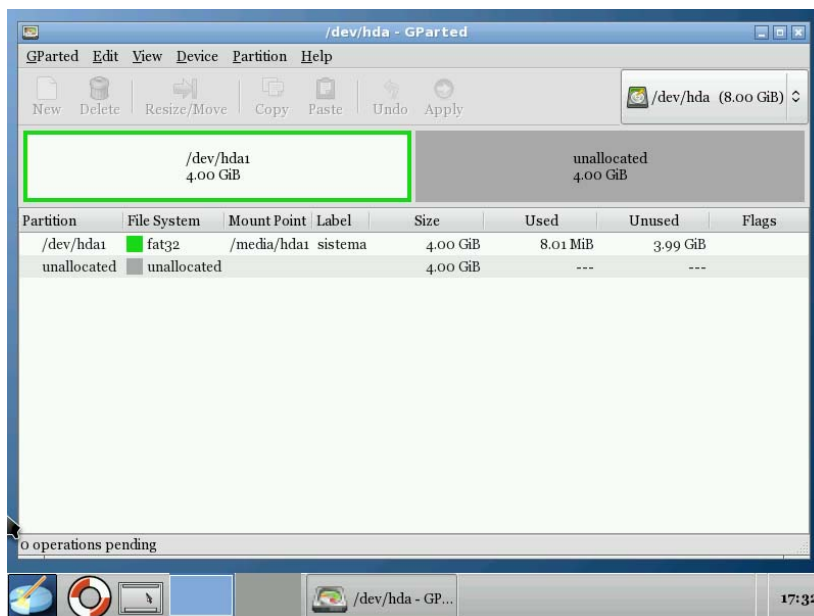 /dev/hda - GParted
GParted Edit View Device Partition Help
New Delete Resize/Move Copy Paste Undo Apply /dev/hda (8.00 GiB)
/dev/hda1 unallocated
4.00 GiB 4.00 GiB
Partition File System Mount Point Label Size Used Unused Flags
/dev/hda1 fat32 /media/hda1 sistema 4.00 GiB 8.01 MiB 3.99 GiB
unallocated unallocated 4.00 GiB --- ---
0 operations pending
/dev/hda - GP... 17:32